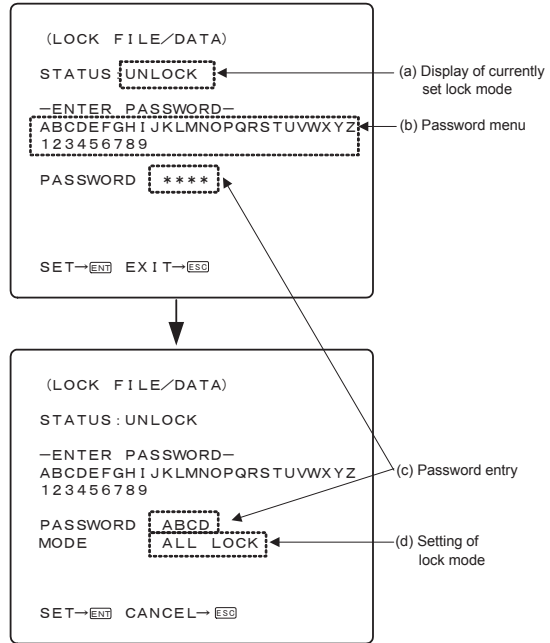 (LOCK FILE/DATA)
STATUS:UNLOCK
(a) Display of currently
set lock mode
—ENTER PASSWORD—
ABCDEFGHIJKLMNOPQRSTUVWXYZ
(b) Password menu
123456789
PASSWORD ****
SET→ENT EXIT→ESC
(LOCK FILE/DATA)
STATUS:UNLOCK
—ENTER PASSWORD—
ABCDEFGHIJKLMNOPQRSTUVWXYZ
123456789
(c) Password entry
PASSWORD ABCD
MODE ALL LOCK
(d) Setting of
lock mode
SET→ENT CANCEL→ESC